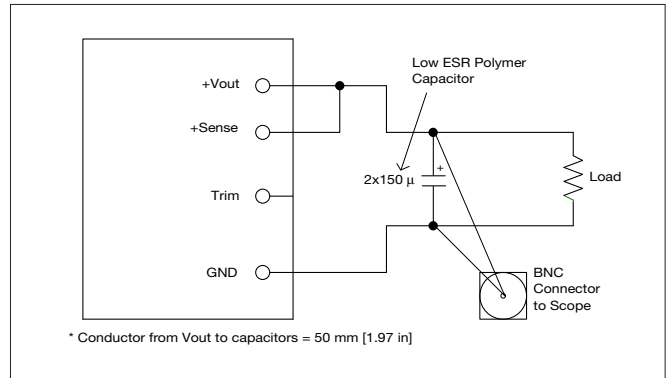 Low ESR Polymer
Capacitor
+Vout
+Sense
+
2x150 µ
Load
Trim
GND
BNC
Connector
to Scope
* Conductor from Vout to capacitors = 50 mm [1.97 in]